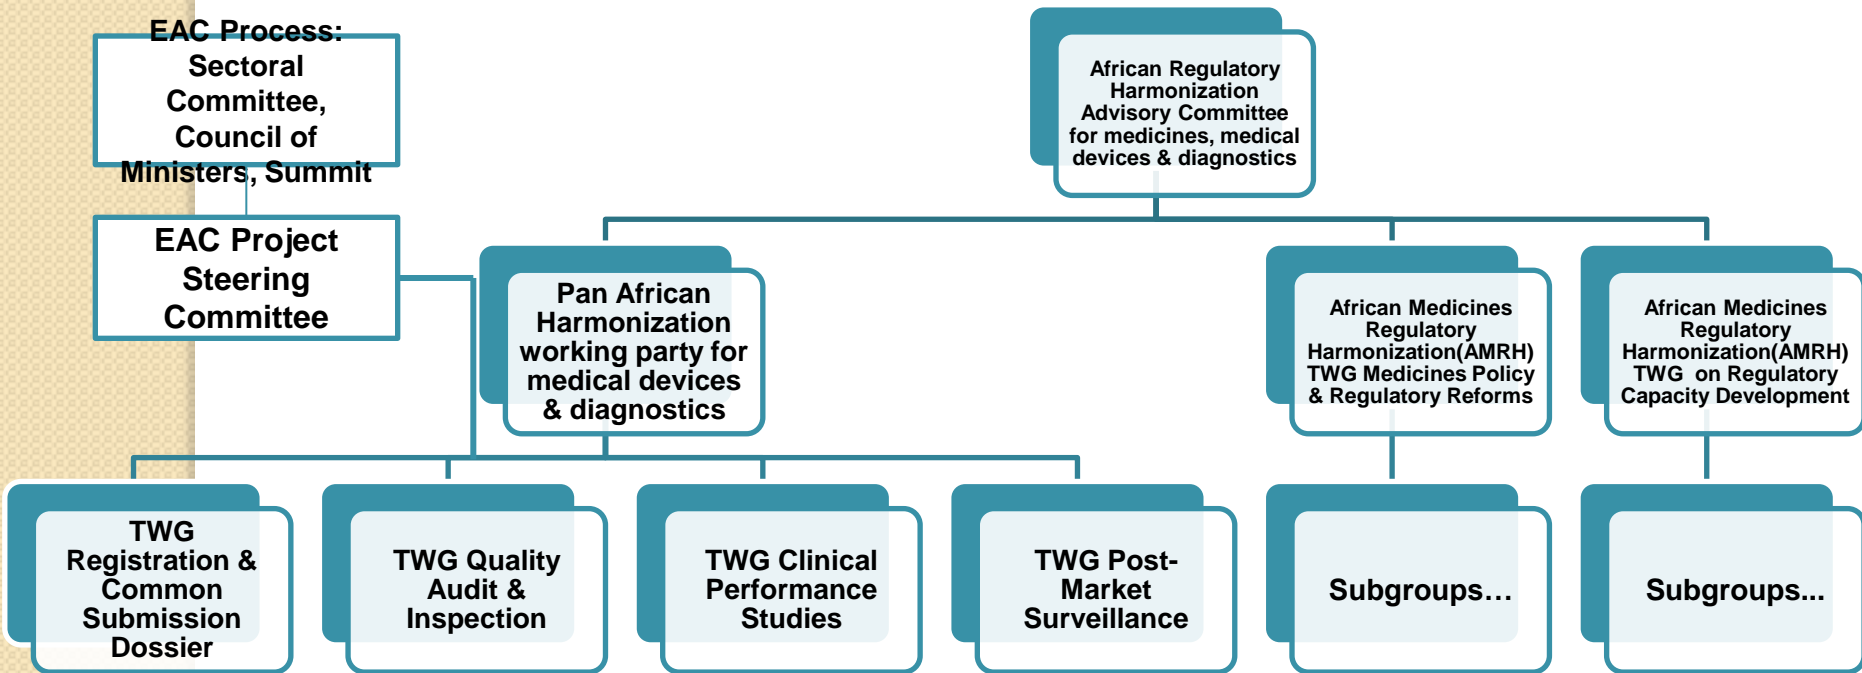 EAC Process:
Sectoral
Committee,
Council of
Ministers, Summit
EAC Project
Steering
Committee
African Regulatory
Harmonization
Advisory Committee
for medicines, medical
devices & diagnostics
Pan African
Harmonization
working party for
medical devices
& diagnostics
African Medicines
Regulatory
Harmonization(AMRH)
TWG Medicines Policy
& Regulatory Reforms
African Medicines
Regulatory
Harmonization(AMRH)
TWG on Regulatory
Capacity Development
TWG
Registration &
Common
Submission
Dossier
TWG Quality
Audit &
Inspection
TWG Clinical
Performance
Studies
TWG Post-
Market
Surveillance
Subgroups…
Subgroups...